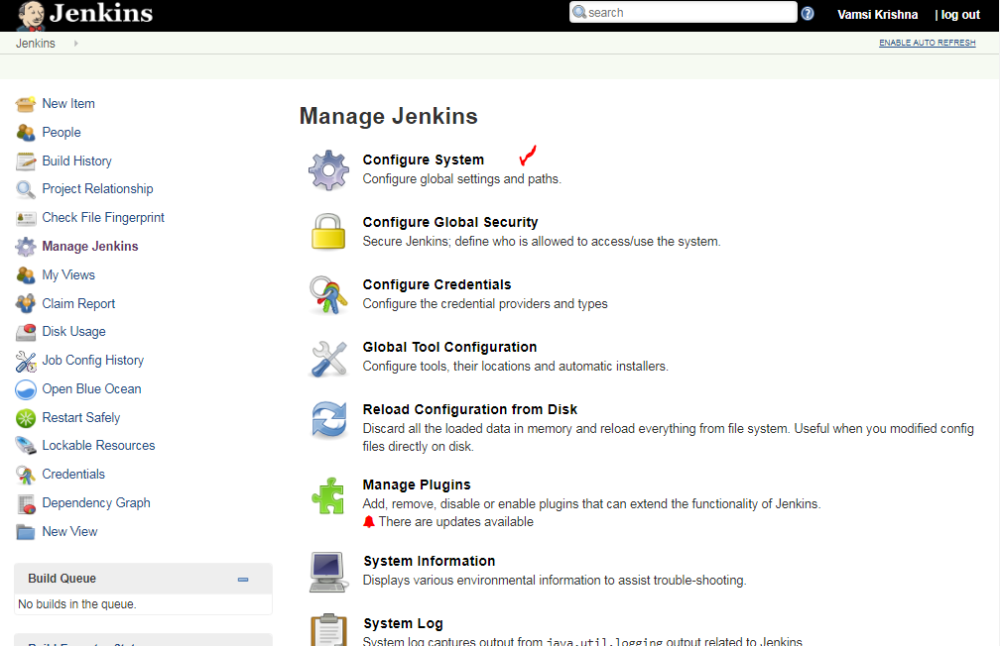 Jenkins
search
Vamsi Krishna
| log out
Jenkins
ENABLE AUTO REFRESH
New Item
People
Build History
Project Relationship
Check File Fingerprint
Manage Jenkins
My Views
Claim Report
Disk Usage
Job Config History
Open Blue Ocean
Restart Safely
Lockable Resources
Credentials
Dependency Graph
New View
Build Queue
No builds in the queue.
Manage Jenkins
Configure System
Configure global settings and paths.
Configure Global Security
Secure Jenkins; define who is allowed to access/use the system.
Configure Credentials
Configure the credential providers and types
Global Tool Configuration
Configure tools, their locations and automatic installers.
Reload Configuration from Disk
Discard all the loaded data in memory and reload everything from file system. Useful when you modified config
files directly on disk.
Manage Plugins
Add, remove, disable or enable plugins that can extend the functionality of Jenkins.
There are updates available
System Information
Displays various environmental information to assist trouble-shooting.
System Log
System log captures output from java.util.logging output related to Jenkins